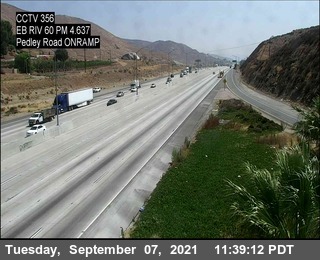 CCTV 356
EB RIV 60 PM 4.637
Pedley Road ONRAMP
Tuesday, September 07, 2021 11:39:12 PDT